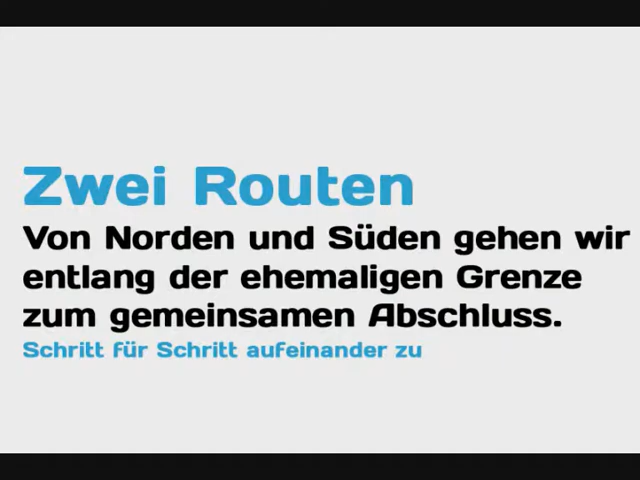 Zwei Routen
Von Norden und Süden gehen wir
entlang der ehemaligen Grenze
zum gemeinsamen Abschluss.
Schritt für Schritt aufeinander zu